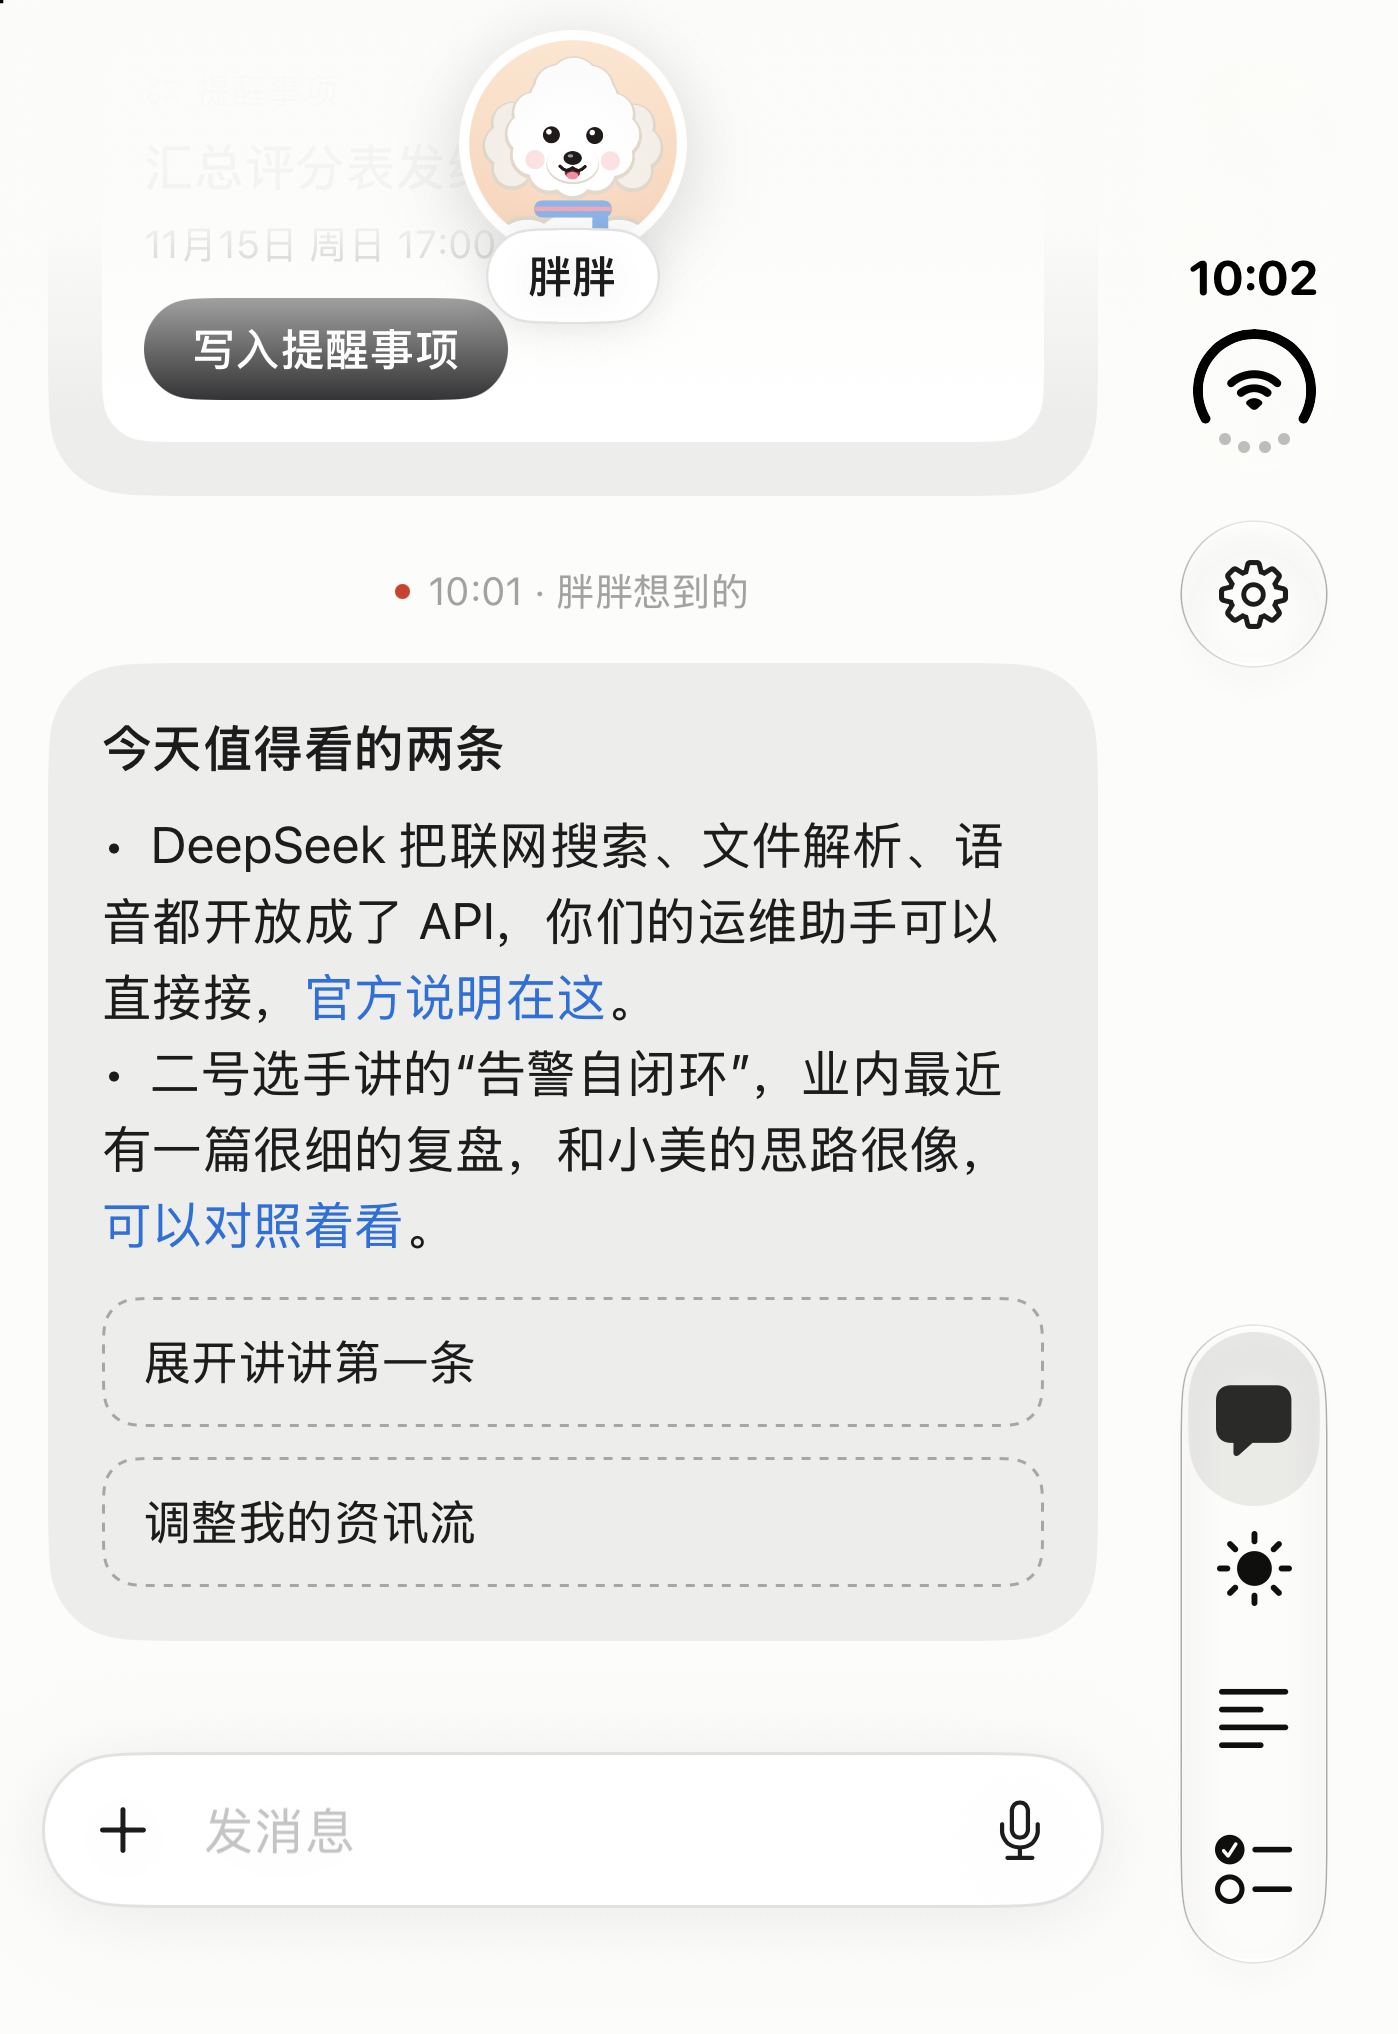 提醒事项
汇总评分表发给
11月15日 周日 17:00
胖胖
写入提醒事项
10:02
10:01 · 胖胖想到的
今天值得看的两条
• DeepSeek 把联网搜索、文件解析、语
音都开放成了 API，你们的运维助手可以
直接接，官方说明在这。
• 二号选手讲的“告警自闭环”，业内最近
有一篇很细的复盘，和小美的思路很像，
可以对照着看。
展开讲讲第一条
调整我的资讯流
发消息